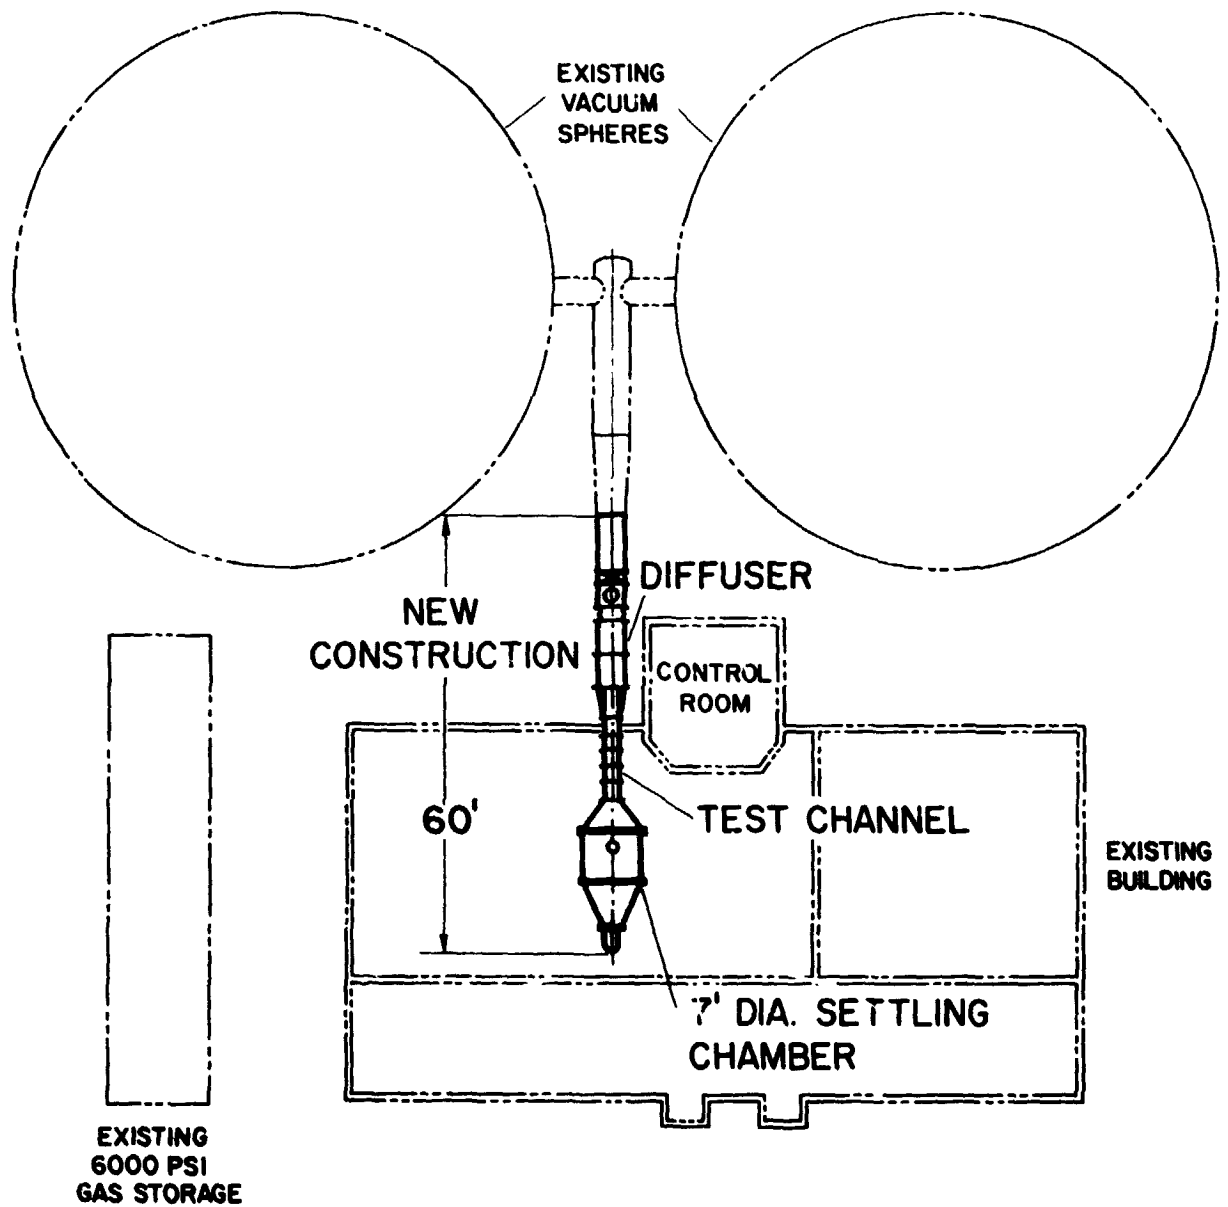 EXISTING
VACUUM
SPHERES
DIFFUSER
NEW
CONSTRUCTION
CONTROL
ROOM
60'
TEST CHANNEL
EXISTING
BUILDING
7' DIA. SETTLING
CHAMBER
EXISTING
6000 PSI
GAS STORAGE